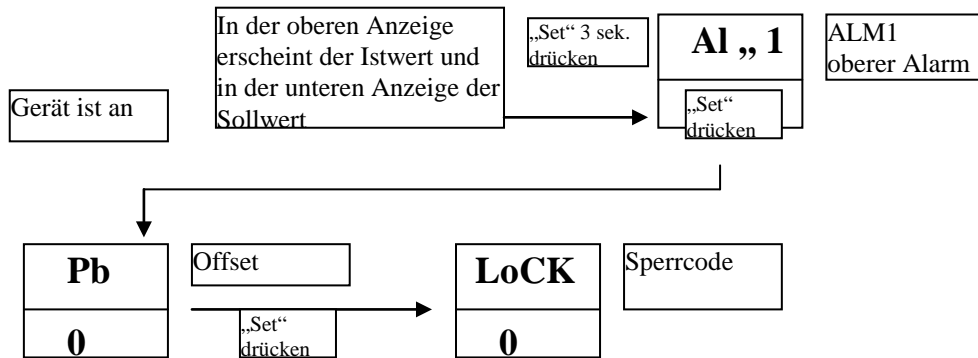 Gerät ist an
In der oberen Anzeige
erscheint der Istwert und
in der unteren Anzeige der
Sollwert
„Set“ 3 sek.
drücken
Al „ 1
„Set“
drücken
ALM1
oberer Alarm
Pb
0
Offset
„Set“
drücken
LoCK
0
Sperrcode